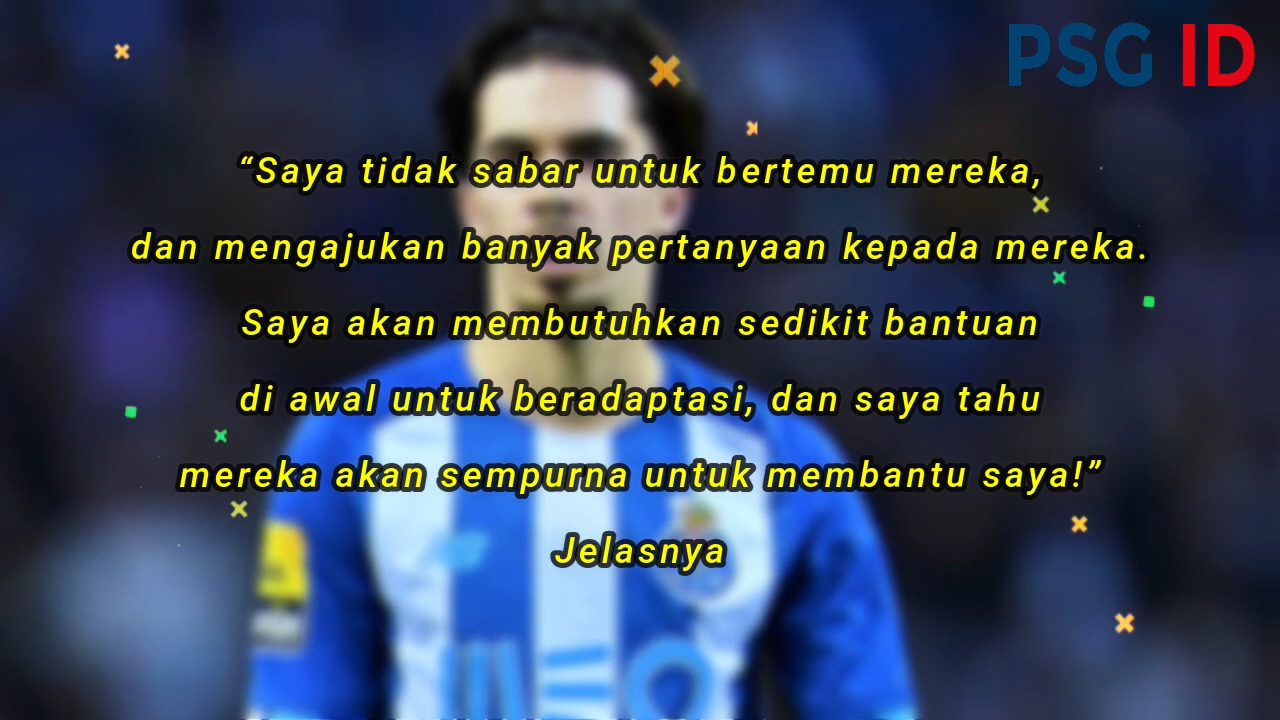 PSG ID
“Saya tidak sabar untuk bertemu mereka,
dan mengajukan banyak pertanyaan kepada mereka.
Saya akan membutuhkan sedikit bantuan
di awal untuk beradaptasi, dan saya tahu
mereka akan sempurna untuk membantu saya!”
Jelasnya
MEO